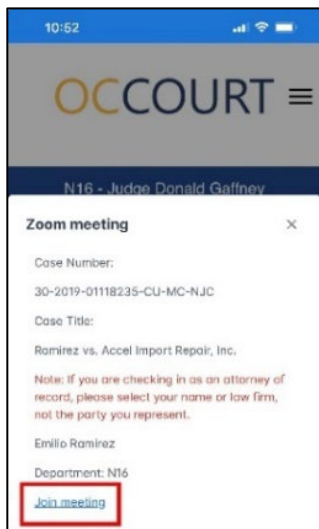 10:52
OCCOURT
N16 - Judge Donald Gaffney
Zoom meeting
Case Number:
30-2019-01118235-CU-MC-NJC
Case Title:
Ramirez vs. Accel Import Repair, Inc.
Note: If you are checking in as an attorney of
record, please select your name or law firm,
not the party you represent.
Emilio Ramirez
Department: N16
Join meeting